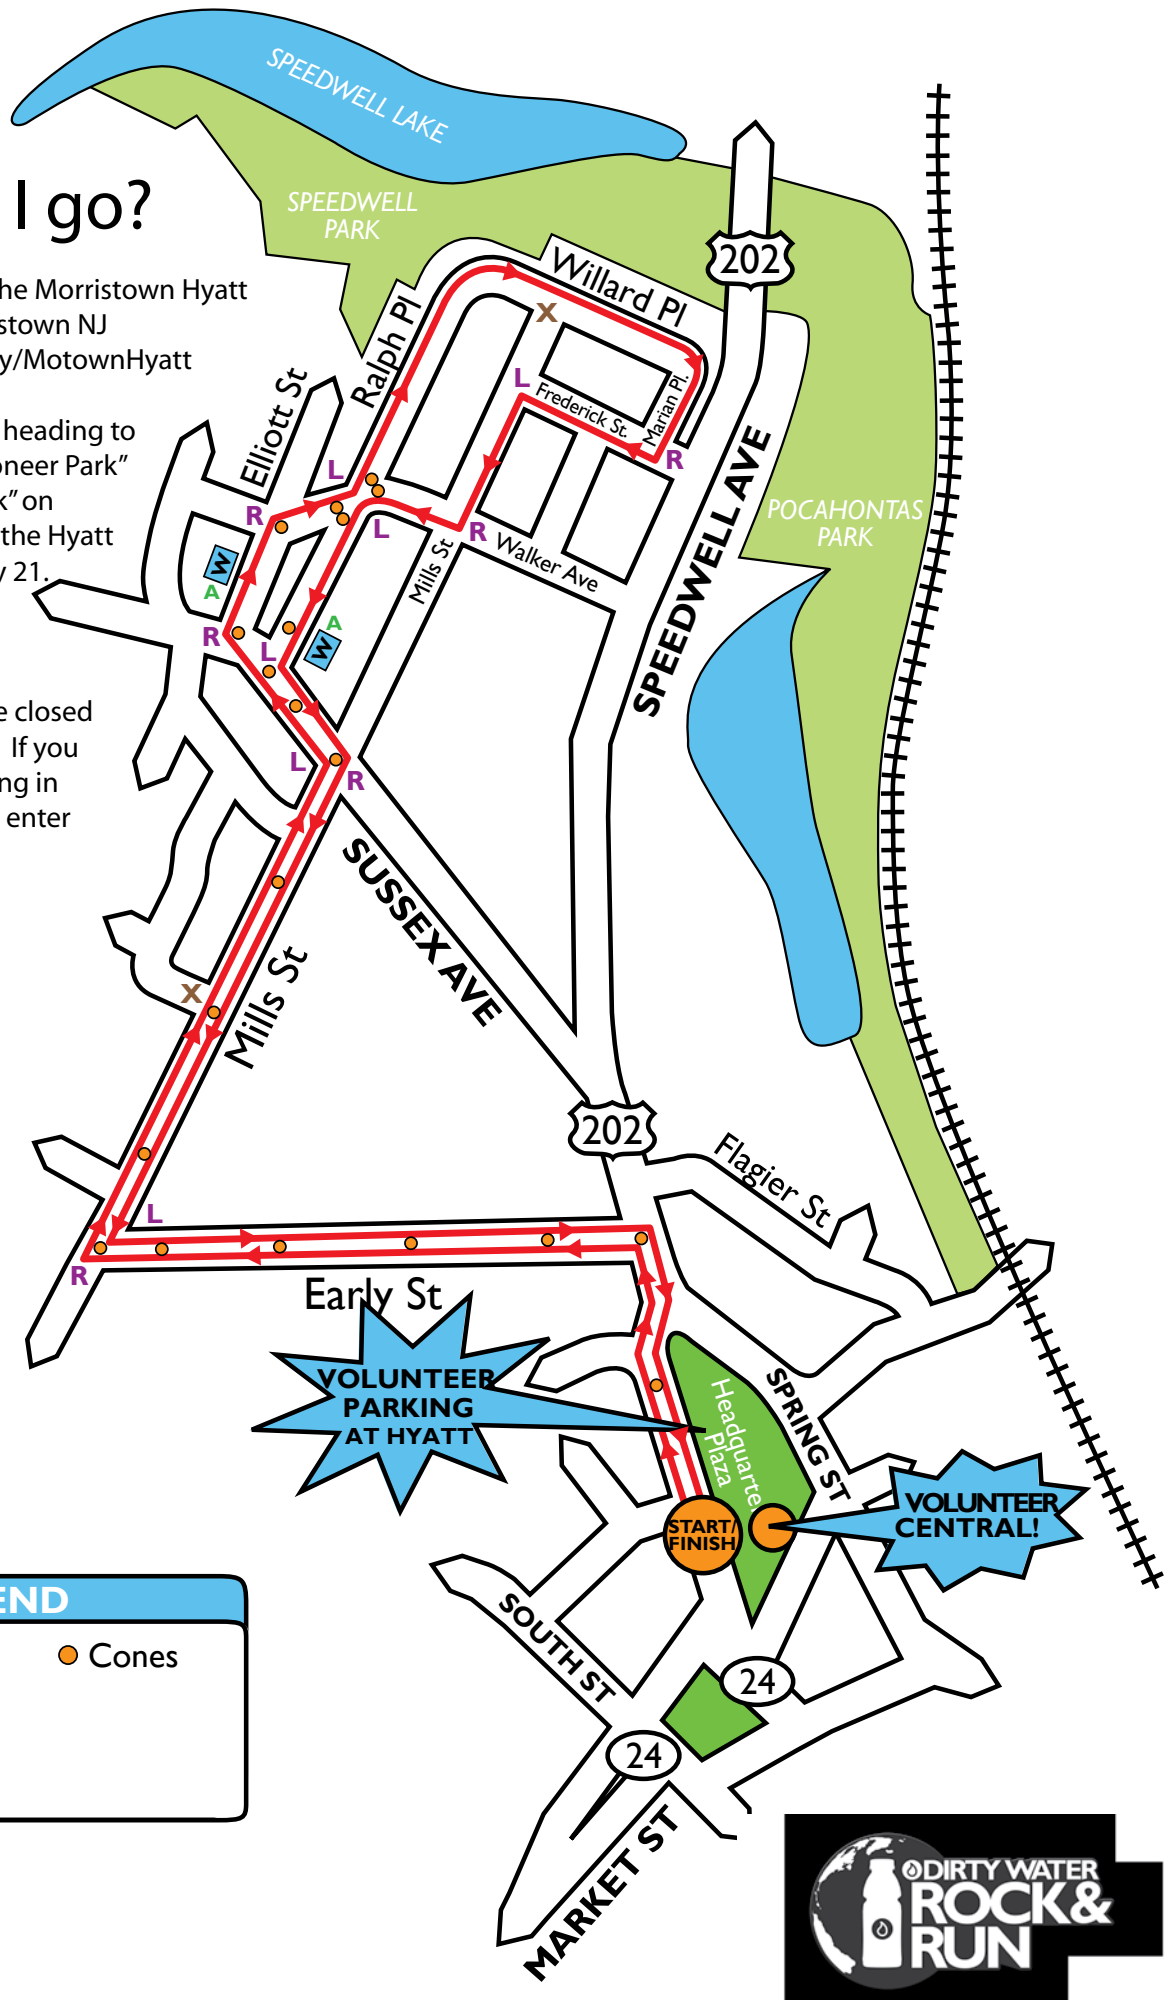 SPEEDWELL LAKE
I go?
SPEEDWELL
PARK
202
Willard Pl
he Morristown Hyatt
stown NJ
y/MotownHyatt
Ralph Pl
X
L
Frederick St.
Marian Pl.
Elliott St
heading to
oneer Park"
k" on
the Hyatt
y 21.
R
L
R
POCAHONTAS
PARK
L
R
Walker Ave
Mills St
W
A
A
W
R
L
SPEEDWELL AVE
e closed
If you
ng in
enter
L
R
SUSSEX AVE
X
Mills St
202
Flagier St
L
R
Early St
VOLUNTEER
PARKING
AT HYATT
Headquarte
Plaza
SPRING ST
VOLUNTEER
CENTRAL!
START/
FINISH
SOUTH ST
END
Cones
24
24
MARKET ST
DIRTY WATER
ROCK&
RUN